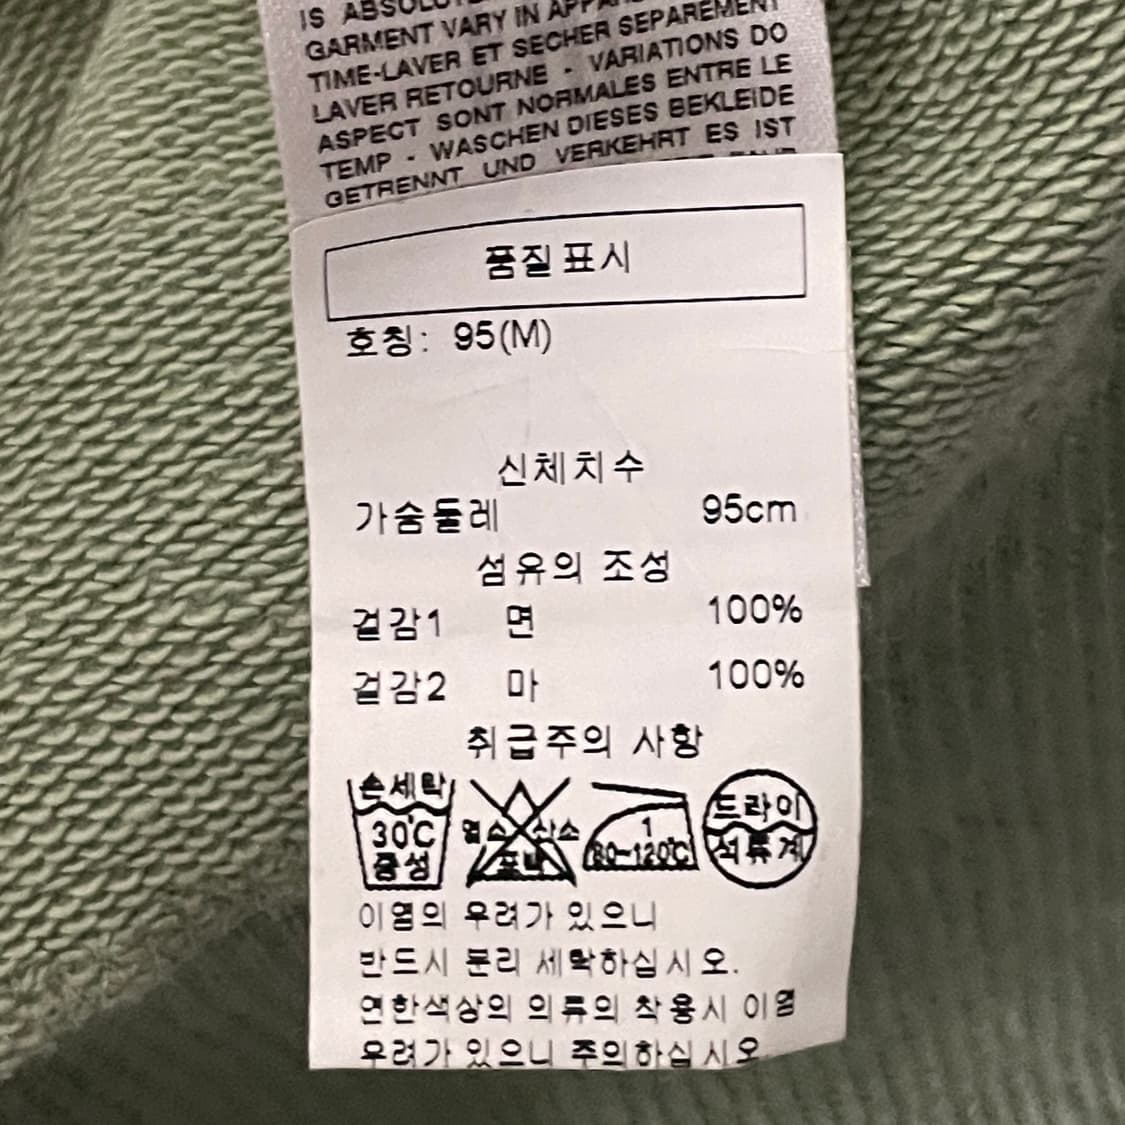 IS ABSOLUTE
GARMENT VARY IN
TIME-LAVER ET SECHER SEPAREMENT
LAVER RETOURNE - VARIATIONS DO
ASPECT SONT NORMALES ENTRE LE
TEMP - WASCHEN DIESES BEKLEIDE
GETRENNT UND VERKEHRT ES IST
품질표시
호칭: 95(M)
신체치수
가슴둘레 95cm
섬유의 조성
겉감1 면 100%
겉감2 마 100%
취급주의 사항
손세탁
30℃
중성
염소 산소
표백
1
80~120℃
드라이
석유계
이염의 우려가 있으니
반드시 분리 세탁하십시오.
연한색상의 의류의 착용시 이염
우려가 있으니 주의하십시오